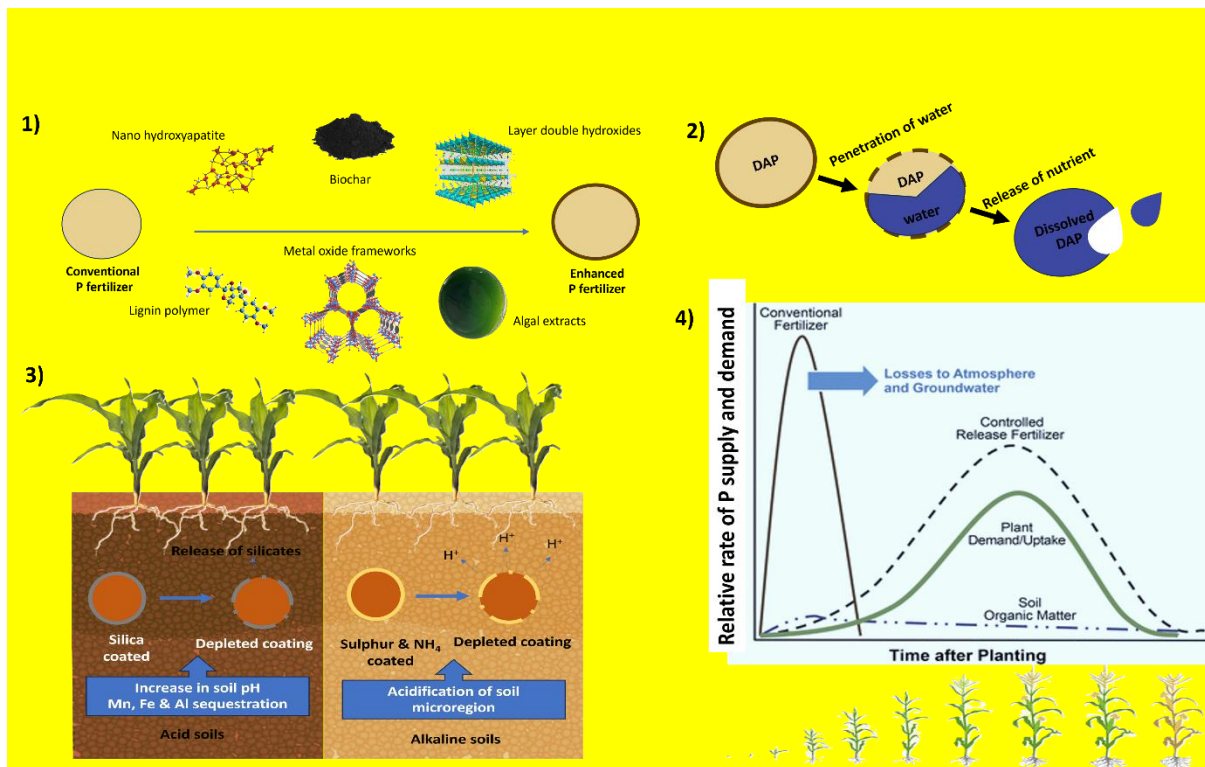 1)
Nano hydroxyapatite
Biochar
Layer double hydroxides
Conventional
P fertilizer
Enhanced
P fertilizer
Lignin polymer
Metal oxide frameworks
Algal extracts
2)
DAP
Penetration of water
DAP
water
Release of nutrient
Dissolved
DAP
3)
Release of silicates
Silica
coated
Depleted coating
Increase in soil pH
Mn, Fe & Al sequestration
Acid soils
H+
H+
H+
Sulphur & NH4
coated
Depleted coating
Acidification of soil
microregion
Alkaline soils
4)
Relative rate of P supply and demand
Conventional
Fertilizer
Losses to Atmosphere
and Groundwater
Controlled
Release Fertilizer
Plant
Demand/Uptake
Soil
Organic Matter
Time after Planting